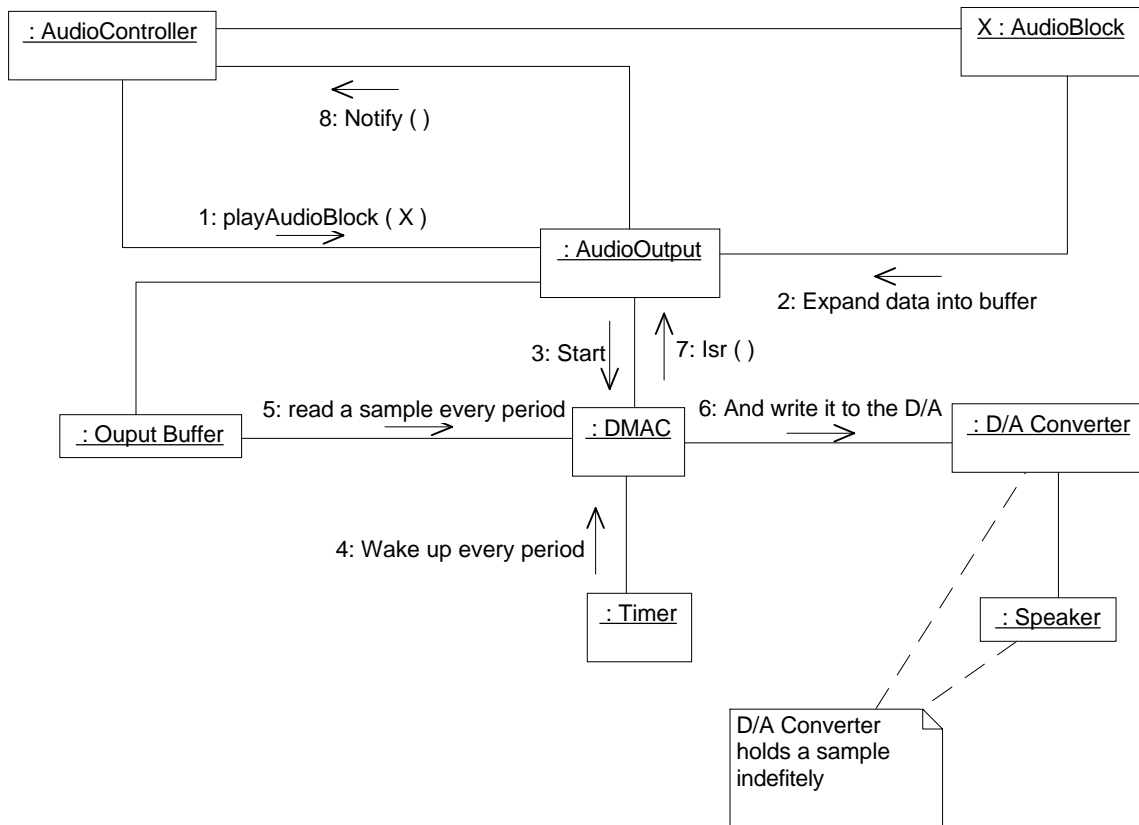 : AudioController
X : AudioBlock
8: Notify ( )
1: playAudioBlock ( X )
: AudioOutput
2: Expand data into buffer
3: Start
7: Isr ( )
5: read a sample every period
6: And write it to the D/A
: Ouput Buffer
: DMAC
: D/A Converter
4: Wake up every period
: Timer
: Speaker
D/A Converter
holds a sample
indefitely